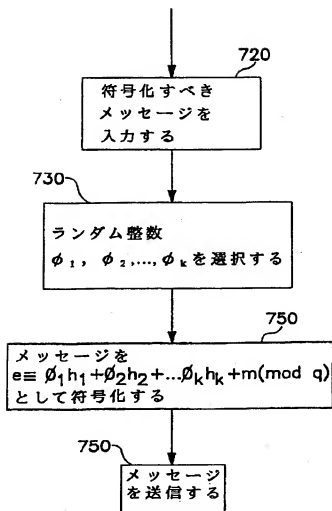 720
符号化すべき
メッセージを
入力する
730
ランダム整数
φ₁, φ₂,...,φₖを選択する
750
メッセージを
e≡ φ₁h₁+φ₂h₂+...φₖhₖ+m(mod q)
として符号化する
750
メッセージ
を送信する